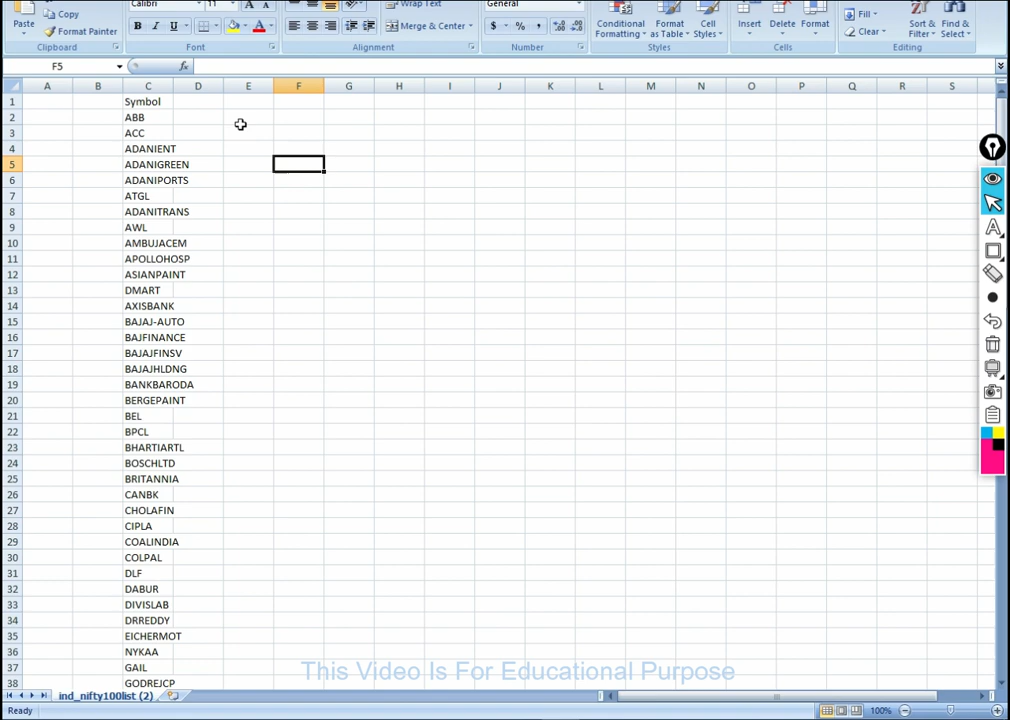 Calibri 11 Wrap Text General
Copy
Paste Format Painter
B I U Merge & Center $ % , Conditional Formatting Format as Table Cell Styles Insert Delete Format Fill Clear Sort & Filter Find & Select
Clipboard Font Alignment Number Styles Cells Editing
F5 fx
A B C D E F G H I J K L M N O P Q R S
1 Symbol
2 ABB
3 ACC
4 ADANIENT
5 ADANIGREEN
6 ADANIPORTS
7 ATGL
8 ADANITRANS
9 AWL
10 AMBUJACEM
11 APOLLOHOSP
12 ASIANPAINT
13 DMART
14 AXISBANK
15 BAJAJ-AUTO
16 BAJFINANCE
17 BAJAJFINSV
18 BAJAJHLDNG
19 BANKBARODA
20 BERGEPAINT
21 BEL
22 BPCL
23 BHARTIARTL
24 BOSCHLTD
25 BRITANNIA
26 CANBK
27 CHOLAFIN
28 CIPLA
29 COALINDIA
30 COLPAL
31 DLF
32 DABUR
33 DIVISLAB
34 DRREDDY
35 EICHERMOT
36 NYKAA
37 GAIL
38 GODREJCP
This Video Is For Educational Purpose
ind_nifty100list (2)
Ready 100%